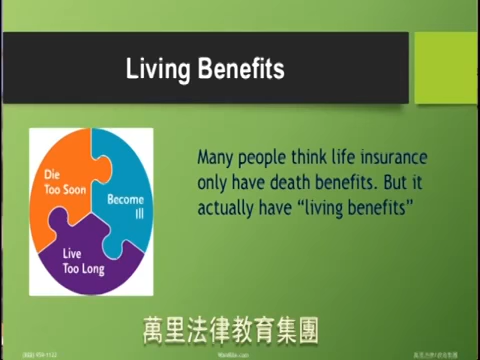 Living Benefits
Die
Too Soon
Become
Ill
Live
Too Long
Many people think life insurance
only have death benefits. But it
actually have “living benefits”
萬里法律教育集團